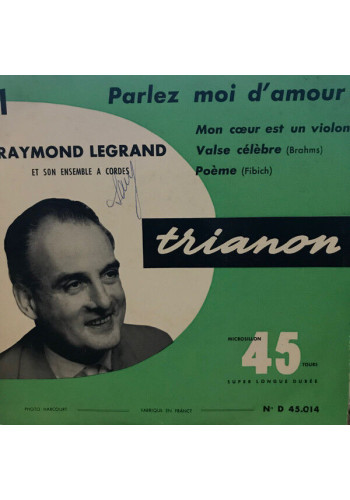 1
Parlez moi d'amour
Mon cœur est un violon
RAYMOND LEGRAND
Valse célèbre (Brahms)
ET SON ENSEMBLE A CORDES
Poème (Fibich)
trianon
MICROSILLON
45
TOURS
SUPER LONGUE DURÉE
PHOTO HARCOURT
FABRIQUÉ EN FRANCE
N° D 45.014